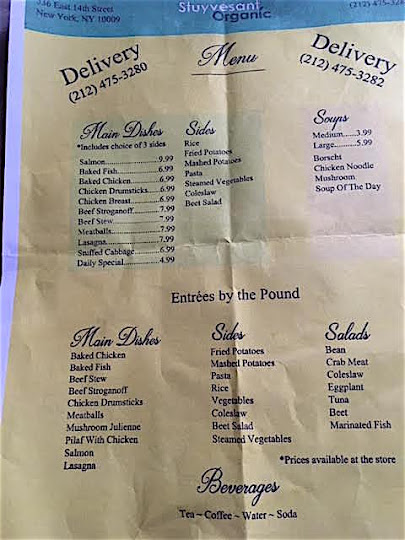 336 East 14th Street
New York, NY 10009
Stuyvesant
Organic
(212) 475-328
Delivery
(212) 475-3280
Menu
Delivery
(212) 475-3282
Main Dishes
*Includes choice of 3 sides
Salmon.....................9.99
Baked Fish................6.99
Baked Chicken..........6.99
Chicken Drumsticks...6.99
Chicken Breast..........6.99
Beef Stroganoff.........7.99
Beef Stew.................7.99
Meatballs..................7.99
Lasagna....................7.99
Stuffed Cabbage.......6.99
Daily Special.............4.99
Sides
Rice
Fried Potatoes
Mashed Potatoes
Pasta
Steamed Vegetables
Coleslaw
Beet Salad
Soups
Medium......3.99
Large.........5.99
Borscht
Chicken Noodle
Mushroom
Soup Of The Day
Entrées by the Pound
Main Dishes
Baked Chicken
Baked Fish
Beef Stew
Beef Stroganoff
Chicken Drumsticks
Meatballs
Mushroom Julienne
Pilaf With Chicken
Salmon
Lasagna
Sides
Fried Potatoes
Mashed Potatoes
Pasta
Rice
Vegetables
Coleslaw
Beet Salad
Steamed Vegetables
Salads
Bean
Crab Meat
Coleslaw
Eggplant
Tuna
Beet
Marinated Fish
*Prices available at the store
Beverages
Tea ~ Coffee ~ Water ~ Soda